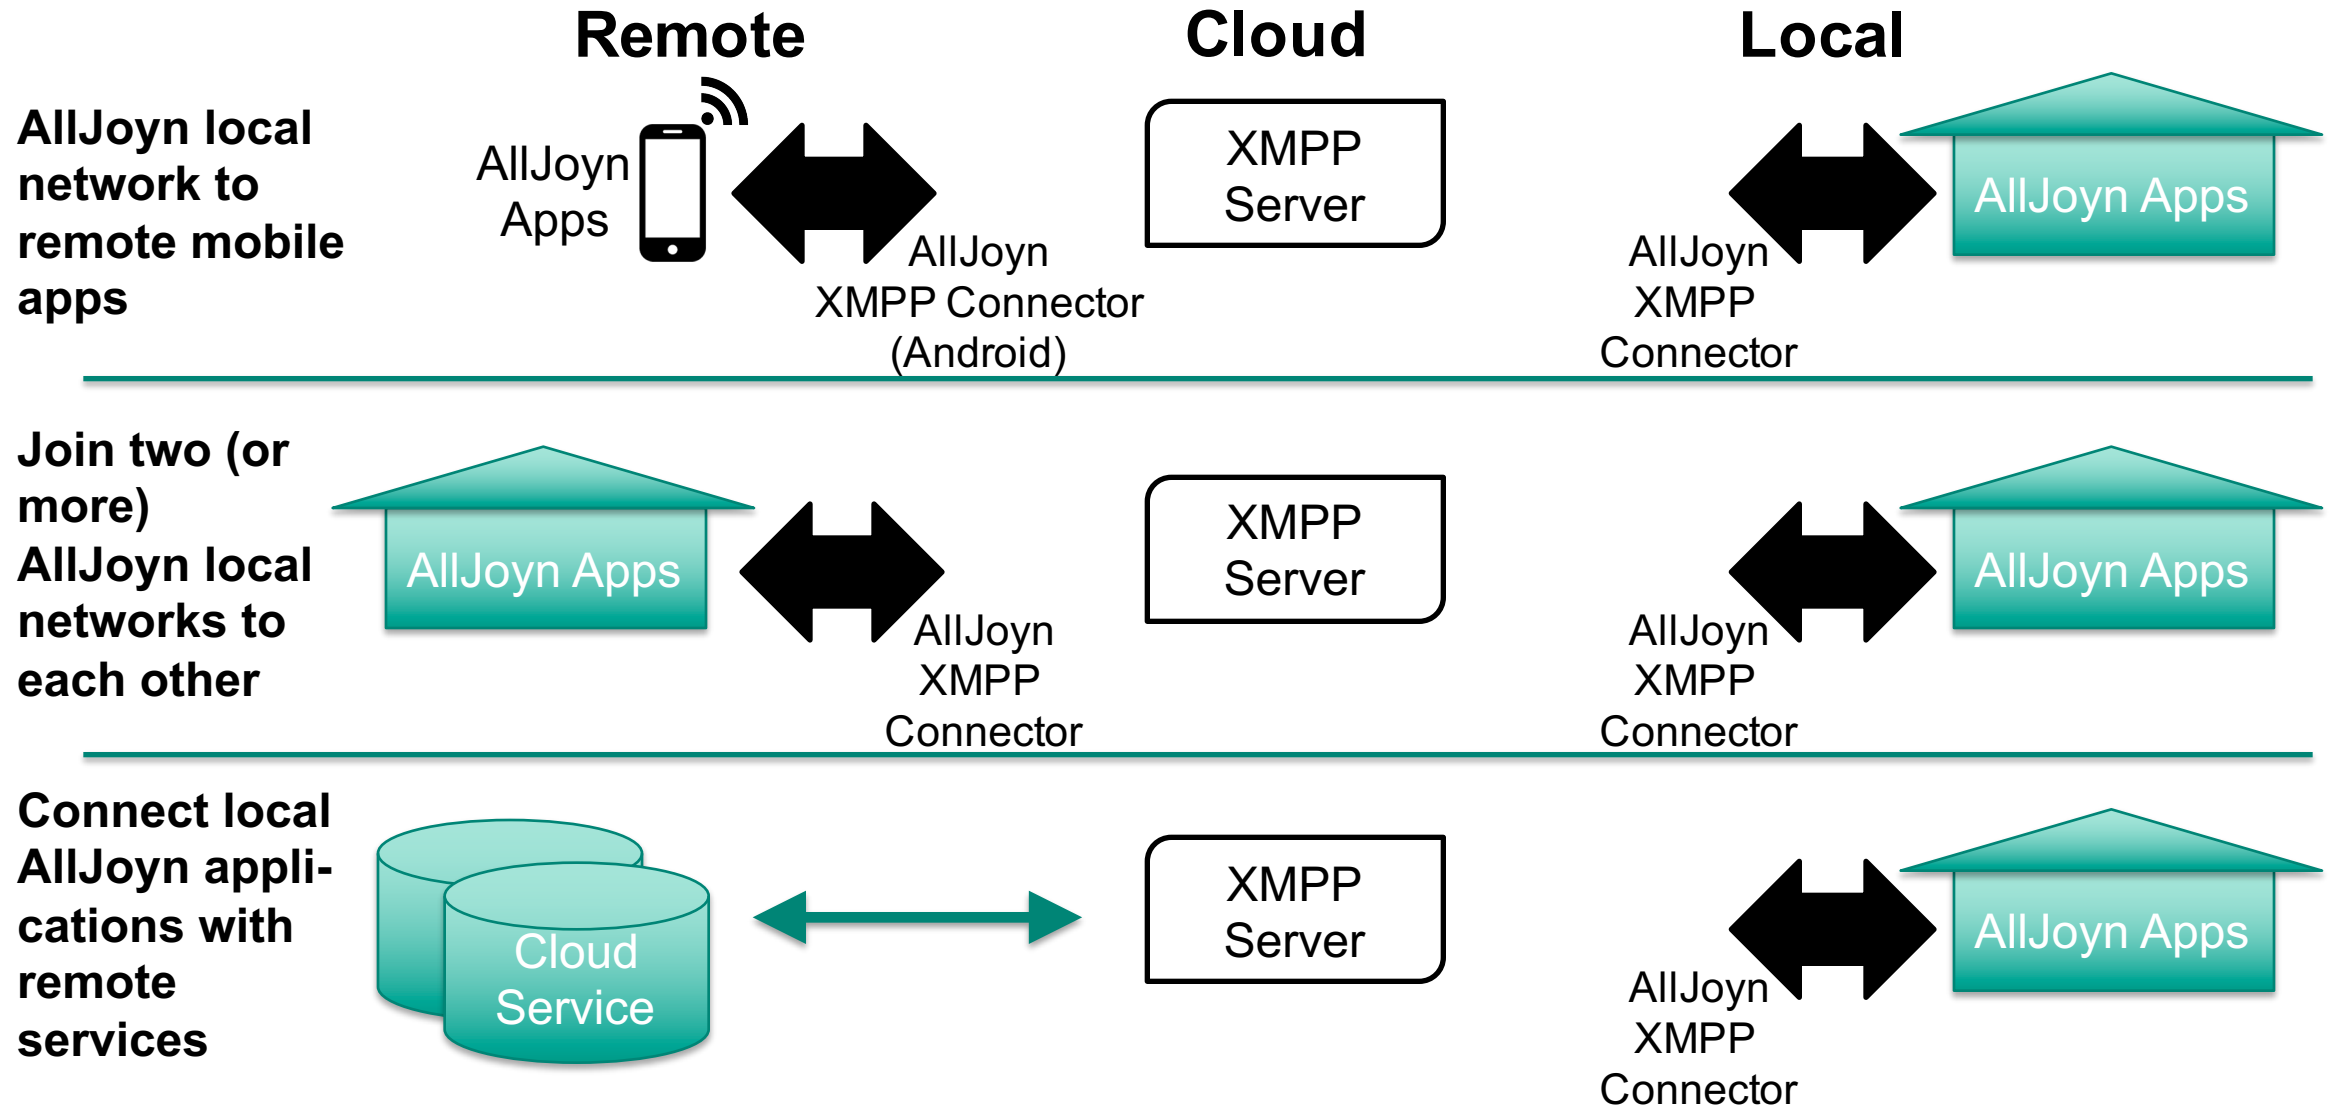 Remote
Cloud
Local
AllJoyn local
network to
remote mobile
apps
AllJoyn
Apps
AllJoyn
XMPP Connector
(Android)
XMPP
Server
AllJoyn
XMPP
Connector
AllJoyn Apps
Join two (or
more)
AllJoyn local
networks to
each other
AllJoyn Apps
AllJoyn
XMPP
Connector
XMPP
Server
AllJoyn
XMPP
Connector
AllJoyn Apps
Connect local
AllJoyn appli-
cations with
remote
services
Cloud
Service
XMPP
Server
AllJoyn
XMPP
Connector
AllJoyn Apps